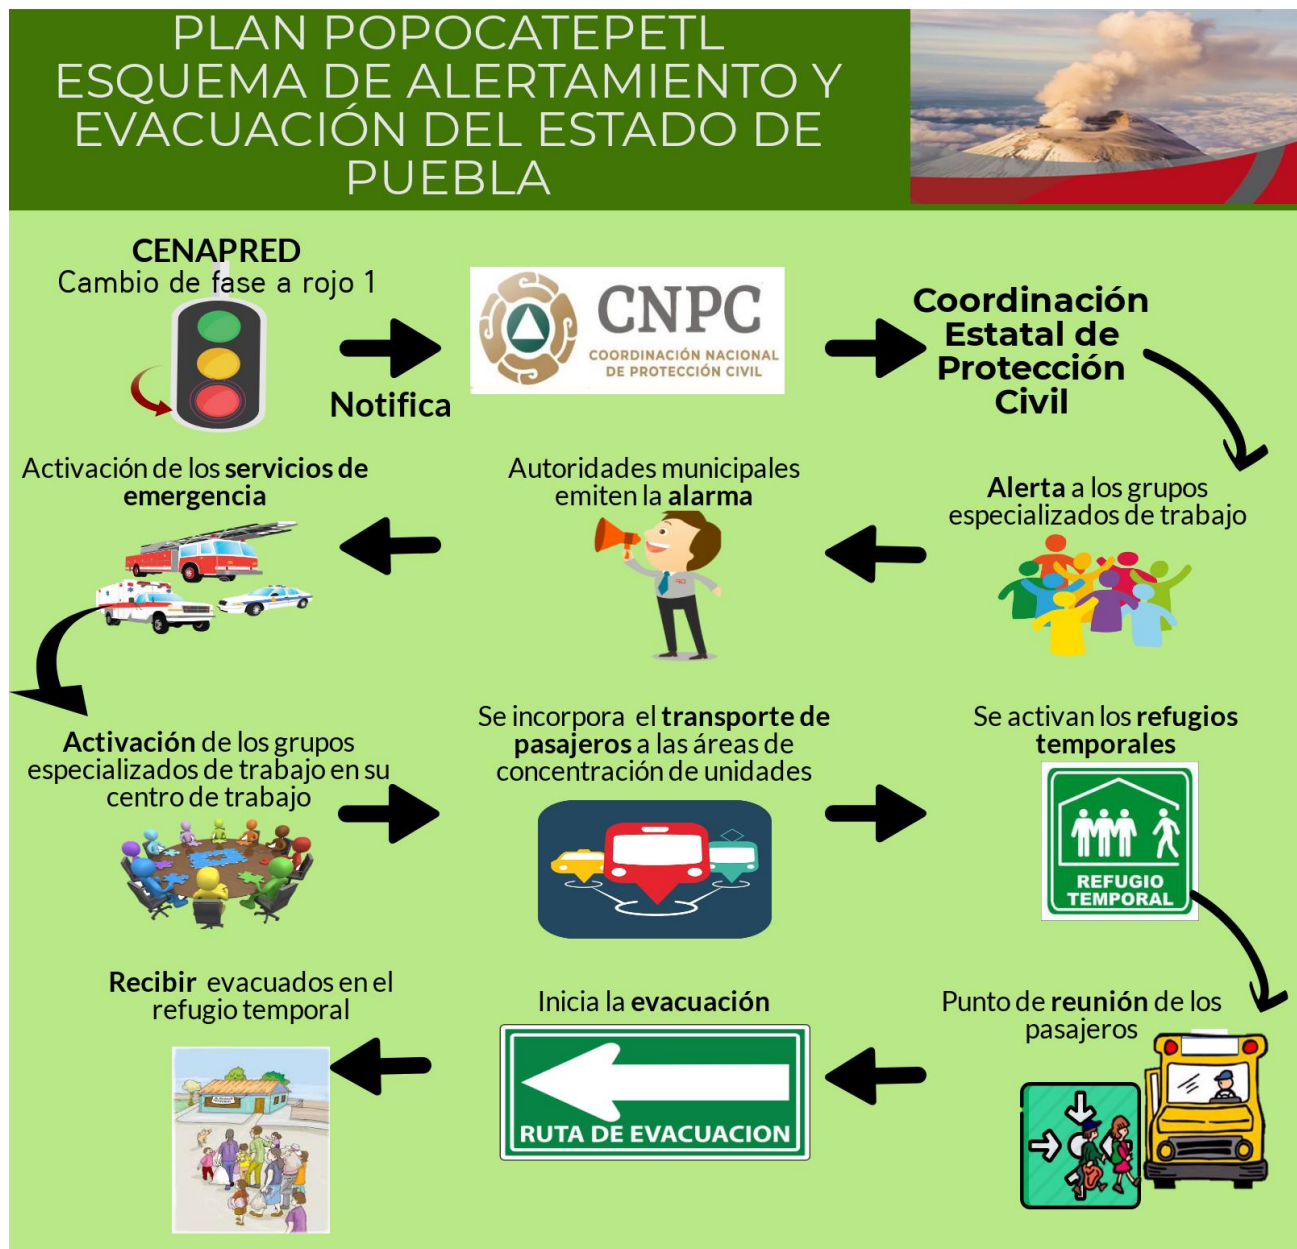 PLAN POPOCATEPETL
ESQUEMA DE ALERTAMIENTO Y
EVACUACIÓN DEL ESTADO DE
PUEBLA
CENAPRED
Cambio de fase a rojo 1
Notifica
CNPC
COORDINACIÓN NACIONAL
DE PROTECCIÓN CIVIL
Coordinación
Estatal de
Protección
Civil
Alerta a los grupos
especializados de trabajo
Autoridades municipales
emiten la alarma
Activación de los servicios de
emergencia
Activación de los grupos
especializados de trabajo en su
centro de trabajo
Se incorpora el transporte de
pasajeros a las áreas de
concentración de unidades
Se activan los refugios
temporales
REFUGIO
TEMPORAL
Punto de reunión de los
pasajeros
Inicia la evacuación
RUTA DE EVACUACION
Recibir evacuados en el
refugio temporal